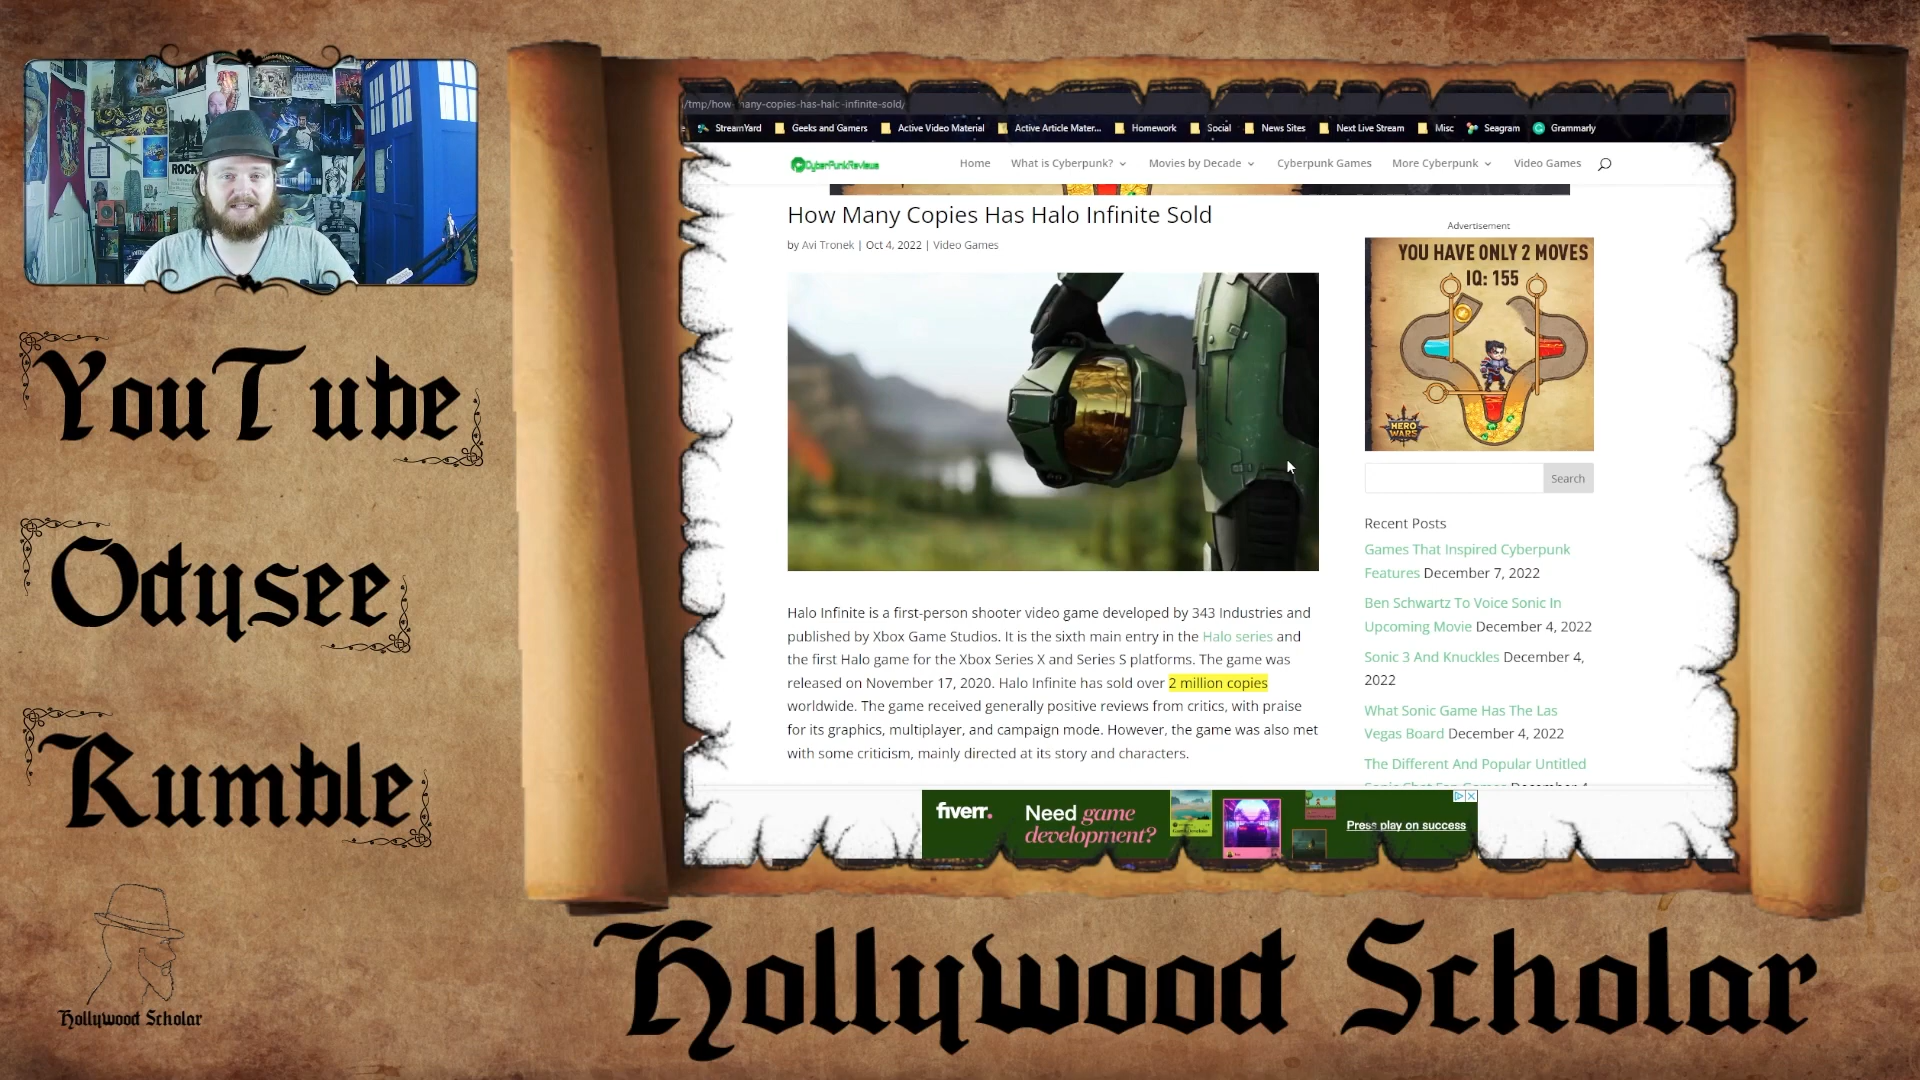 ROCK
YouTube
Odysee
Rumble
Hollywood Scholar
/tmp/how-many-copies-has-halo-infinite-sold/
StreamYard Geeks and Gamers Active Video Material Active Article Mater... Homework Social News Sites Next Live Stream Misc Seagram Grammarly
CyberPunkReviews Home What is Cyberpunk? Movies by Decade Cyberpunk Games More Cyberpunk Video Games
How Many Copies Has Halo Infinite Sold
by Avi Tronek | Oct 4, 2022 | Video Games
Halo Infinite is a first-person shooter video game developed by 343 Industries and
published by Xbox Game Studios. It is the sixth main entry in the Halo series and
the first Halo game for the Xbox Series X and Series S platforms. The game was
released on November 17, 2020. Halo Infinite has sold over 2 million copies
worldwide. The game received generally positive reviews from critics, with praise
for its graphics, multiplayer, and campaign mode. However, the game was also met
with some criticism, mainly directed at its story and characters.
Advertisement
YOU HAVE ONLY 2 MOVES
IQ: 155
HERO
WARS
Search
Recent Posts
Games That Inspired Cyberpunk
Features December 7, 2022
Ben Schwartz To Voice Sonic In
Upcoming Movie December 4, 2022
Sonic 3 And Knuckles December 4,
2022
What Sonic Game Has The Las
Vegas Board December 4, 2022
The Different And Popular Untitled
fiverr. Need game
development?
Press play on success
Hollywood Scholar